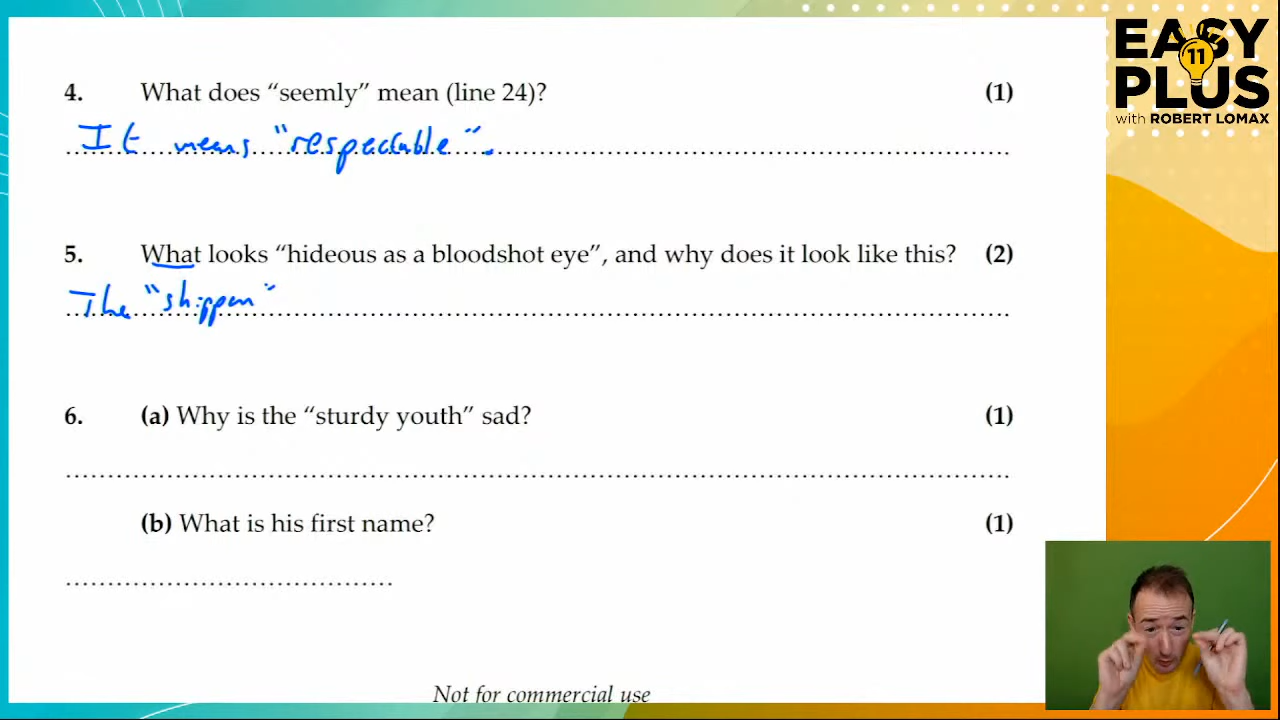 EASY
11
PLUS
with ROBERT LOMAX
4. What does “seemly” mean (line 24)? (1)
It means "respectable".
5. What looks “hideous as a bloodshot eye”, and why does it look like this? (2)
The "shippen"
6. (a) Why is the “sturdy youth” sad? (1)
(b) What is his first name? (1)
Not for commercial use